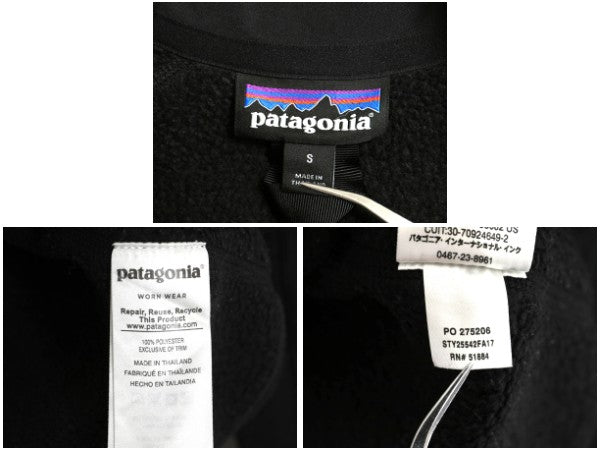 patagonia®
S
MADE IN
THAILAND
patagonia®
WORN WEAR
Repair, Reuse, Recycle
This Product
www.patagonia.com
100% POLYESTER
EXCLUSIVE OF TRIM
MADE IN THAILAND
FABRIQUÉ EN THAÏLANDE
HECHO EN TAILANDIA
US
CUIT:30-70924649-2
パタゴニア・インターナショナル・インク
0467-23-8961
PO 275206
STY25542FA17
RN# 51884